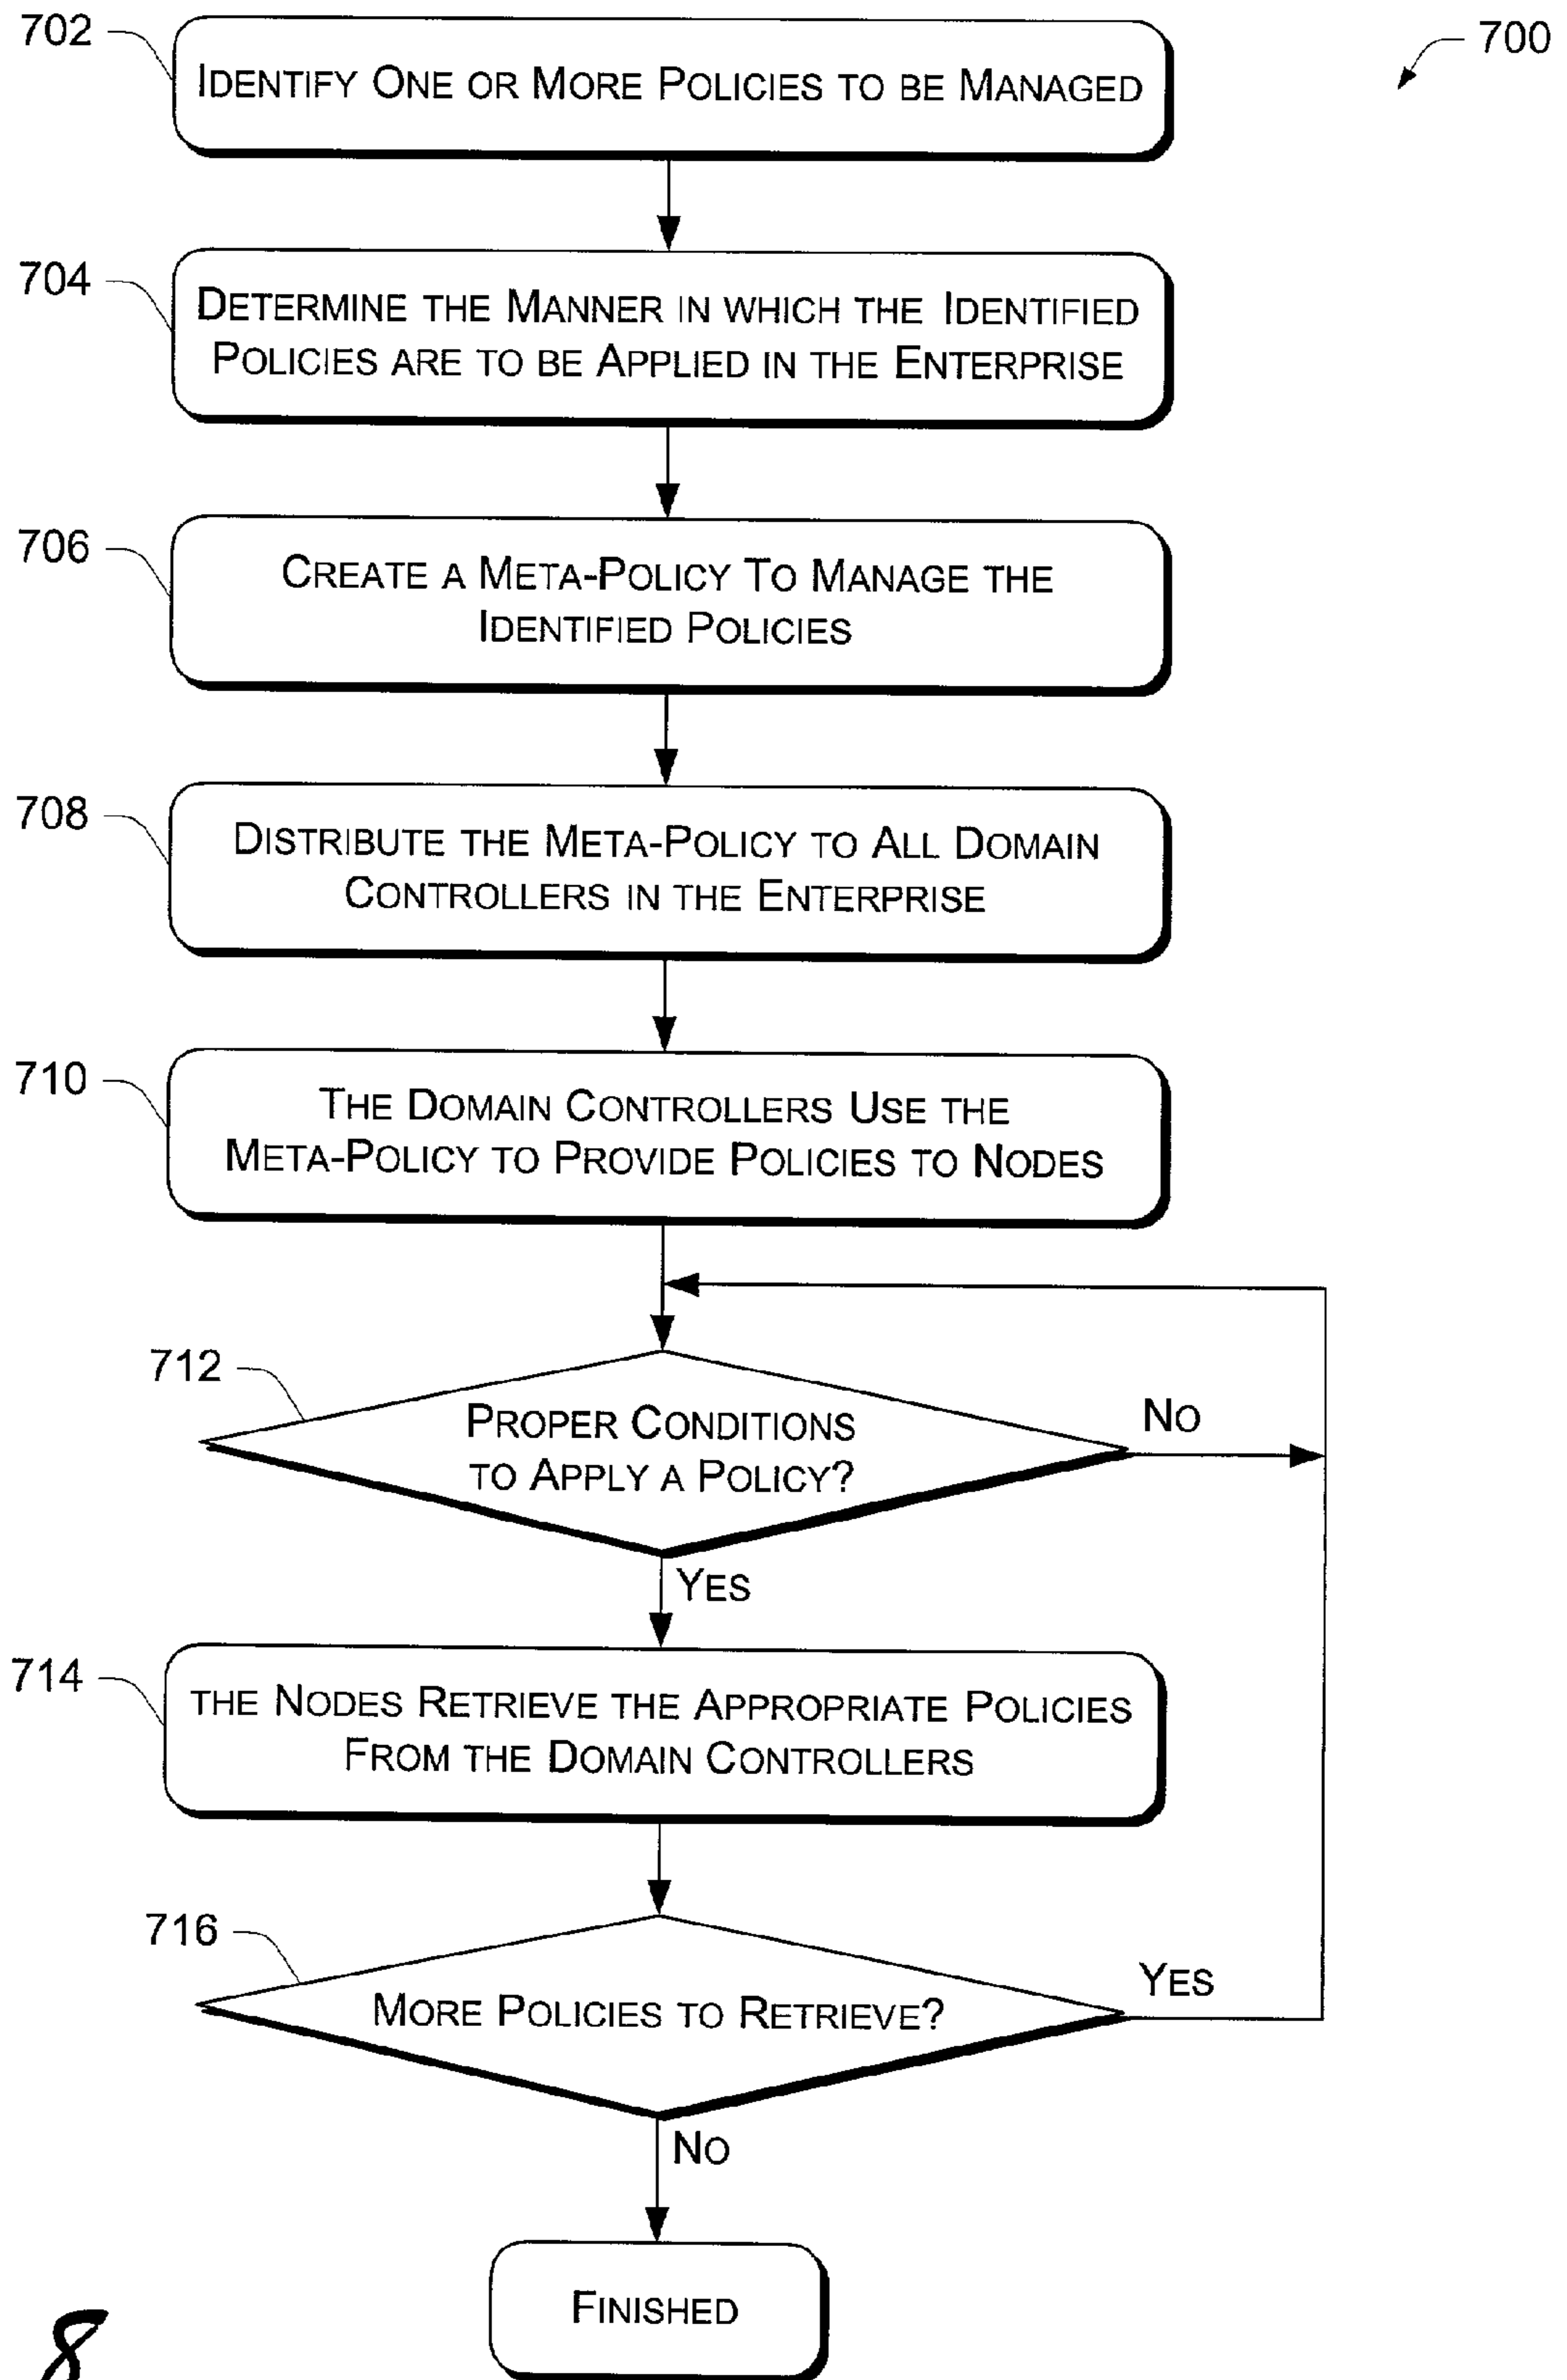 702
700
IDENTIFY ONE OR MORE POLICIES TO BE MANAGED
704
DETERMINE THE MANNER IN WHICH THE IDENTIFIED
POLICIES ARE TO BE APPLIED IN THE ENTERPRISE
706
CREATE A META-POLICY TO MANAGE THE
IDENTIFIED POLICIES
708
DISTRIBUTE THE META-POLICY TO ALL DOMAIN
CONTROLLERS IN THE ENTERPRISE
710
THE DOMAIN CONTROLLERS USE THE
META-POLICY TO PROVIDE POLICIES TO NODES
712
PROPER CONDITIONS
TO APPLY A POLICY?
NO
YES
714
THE NODES RETRIEVE THE APPROPRIATE POLICIES
FROM THE DOMAIN CONTROLLERS
716
MORE POLICIES TO RETRIEVE?
YES
NO
FINISHED
8